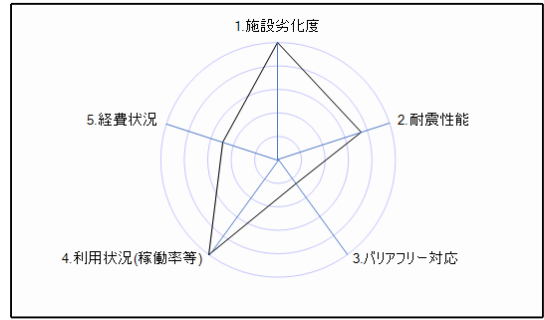 1.施設劣化度
2.耐震性能
3.バリアフリー対応
4.利用状況(稼働率等)
5.経費状況